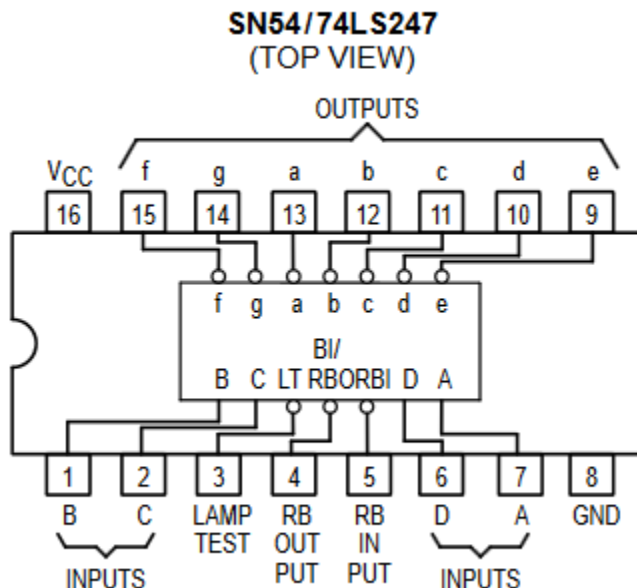 SN54/74LS247
(TOP VIEW)
OUTPUTS
VCC f g a b c d e
16 15 14 13 12 11 10 9
f g a b c d e
BI/
B C LT RBO RBI D A
1 2 3 4 5 6 7 8
B C LAMP RB RB D A GND
TEST OUT IN
PUT PUT
INPUTS INPUTS